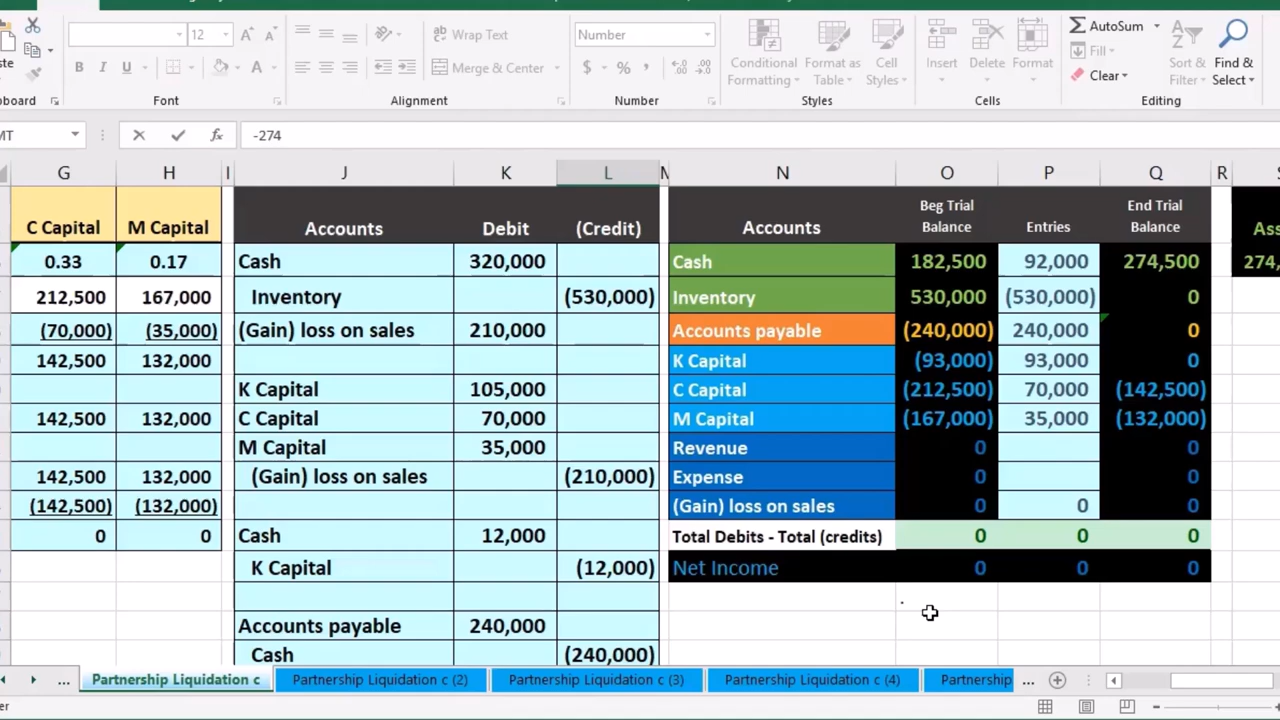 12 A A ab Wrap Text Number AutoSum
ste B I U A Merge & Center $ % , Conditional Formatting Formatas Table Cell Styles Insert Delete Format Fill Clear Sort & Filter Find & Select
board Font Alignment Number Styles Cells Editing
MT fx -274
G H I J K L M N O P Q R S
C Capital M Capital Accounts Debit (Credit) Accounts Beg Trial Balance Entries End Trial Balance Ass
0.33 0.17 Cash 320,000 Cash 182,500 92,000 274,500 274,
212,500 167,000 Inventory (530,000) Inventory 530,000 (530,000) 0
(70,000) (35,000) (Gain) loss on sales 210,000 Accounts payable (240,000) 240,000 0
142,500 132,000 K Capital (93,000) 93,000 0
K Capital 105,000 C Capital (212,500) 70,000 (142,500)
142,500 132,000 C Capital 70,000 M Capital (167,000) 35,000 (132,000)
M Capital 35,000 Revenue 0 0
142,500 132,000 (Gain) loss on sales (210,000) Expense 0 0
(142,500) (132,000) (Gain) loss on sales 0 0 0
0 0 Cash 12,000 Total Debits - Total (credits) 0 0 0
K Capital (12,000) Net Income 0 0 0
Accounts payable 240,000
Cash (240,000)
... Partnership Liquidation c Partnership Liquidation c (2) Partnership Liquidation c (3) Partnership Liquidation c (4) Partnership ...
er